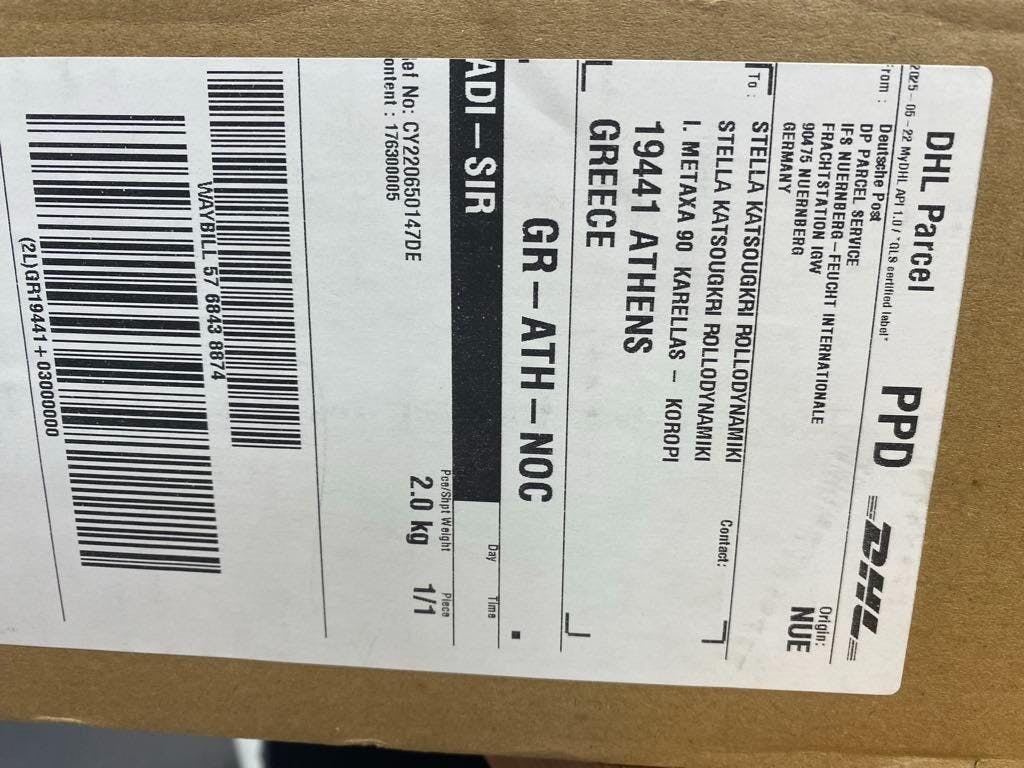 DHL Parcel PPD
DHL
2025-05-22 MyDHL API 1.0 / *GLS certified label*
From :
Deutsche Post
DP PARCEL SERVICE
IFS NUERNBERG-FEUCHT INTERNATIONALE
FRACHTSTATION IGW
90475 NUERNBERG
GERMANY
Origin:
NUE
To :
STELLA KATSOUGKRI ROLLODYNAMIKI
STELLA KATSOUGKRI ROLLODYNAMIKI
I. METAXA 90 KARELLAS - KOROPI
19441 ATHENS
GREECE
Contact:
GR-ATH-NOC
ADI-SIR
Day Time
ef No: CY220650147DE
ontent : 176300005
Pce/Shpt Weight Piece
2.0 kg 1/1
WAYBILL 57 6843 8874
(2L)GR19441+03000000